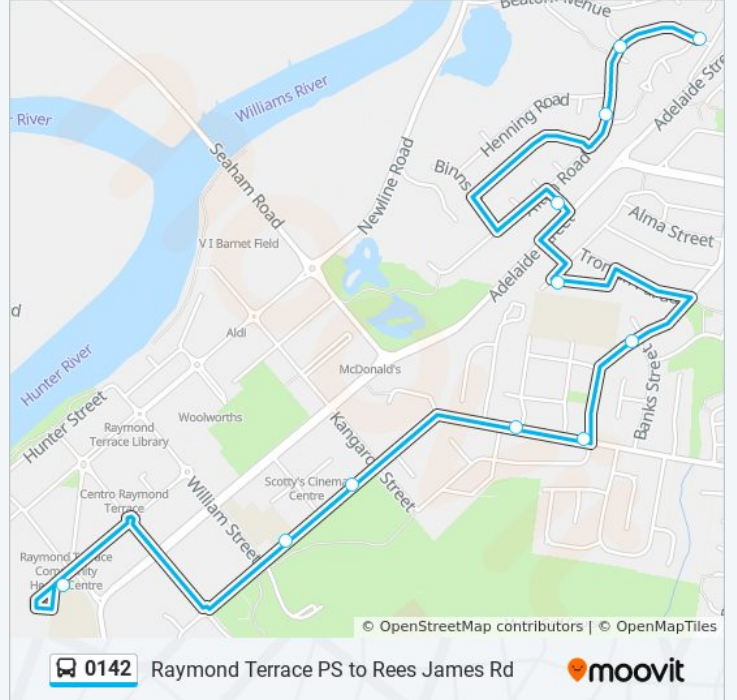 Beaton Avenue
Williams River
River
Adelaide Stre
Henning Road
Seaham Road
Newline Road
Binns
Road
Alma Street
V I Barnet Field
Adelaide Street
Aldi
McDonald's
Hunter River
Banks Street
Hunter Street
Woolworths
Raymond
Terrace Library
Kangaroo Street
Scotty's Cinema
Centre
Centro Raymond
Terrace
William Street
Raymond Terrace
Community
Health Centre
© OpenStreetMap contributors | © OpenMapTiles
0142 Raymond Terrace PS to Rees James Rd
moovit